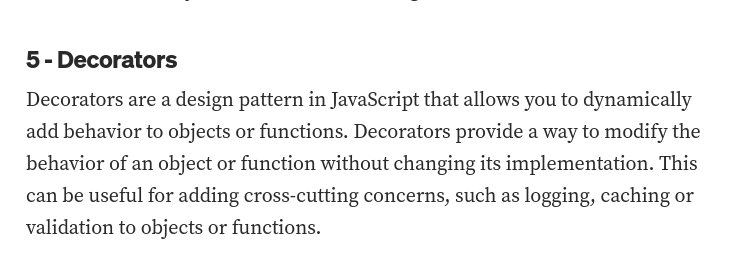 5 - Decorators
Decorators are a design pattern in JavaScript that allows you to dynamically
add behavior to objects or functions. Decorators provide a way to modify the
behavior of an object or function without changing its implementation. This
can be useful for adding cross-cutting concerns, such as logging, caching or
validation to objects or functions.